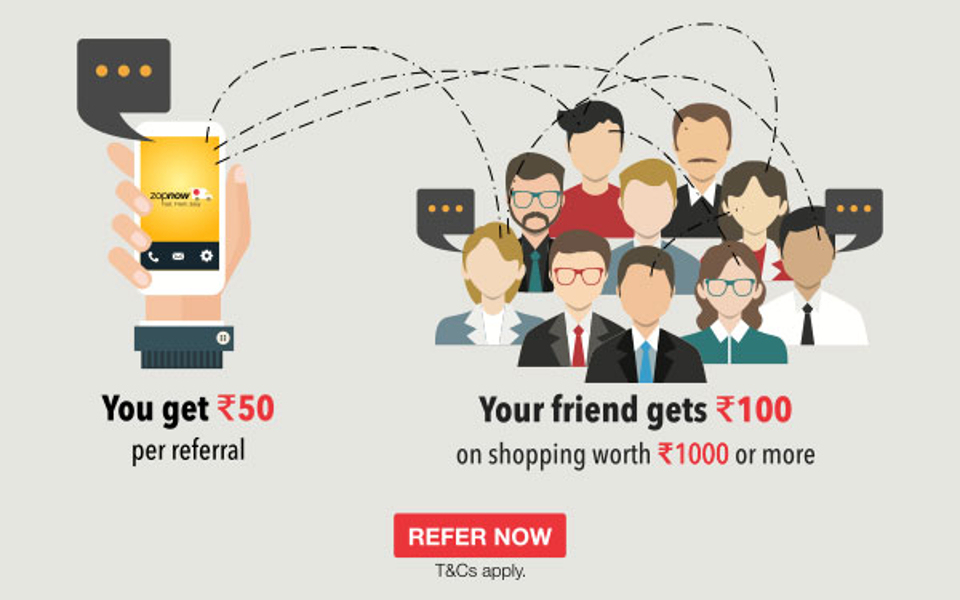 zopnow
You get ₹50
per referral
Your friend gets ₹100
on shopping worth ₹1000 or more
REFER NOW
T&Cs apply.